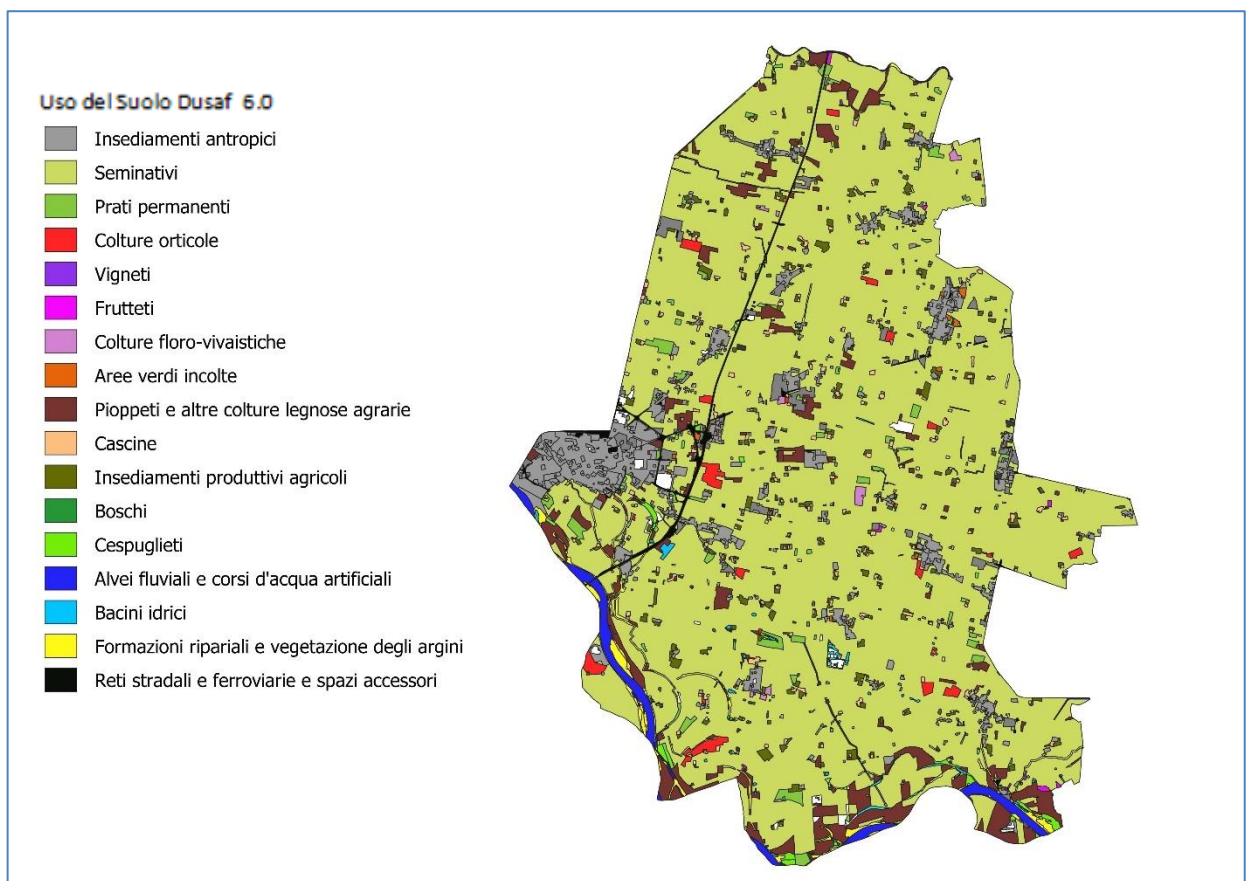 Uso del Suolo Dusaf 6.0
Insediamenti antropici
Seminativi
Prati permanenti
Colture orticole
Vigneti
Frutteti
Colture floro-vivaistiche
Aree verdi incolte
Pioppeti e altre colture legnose agrarie
Cascine
Insediamenti produttivi agricoli
Boschi
Cespuglieti
Alvei fluviali e corsi d'acqua artificiali
Bacini idrici
Formazioni ripariali e vegetazione degli argini
Reti stradali e ferroviarie e spazi accessori